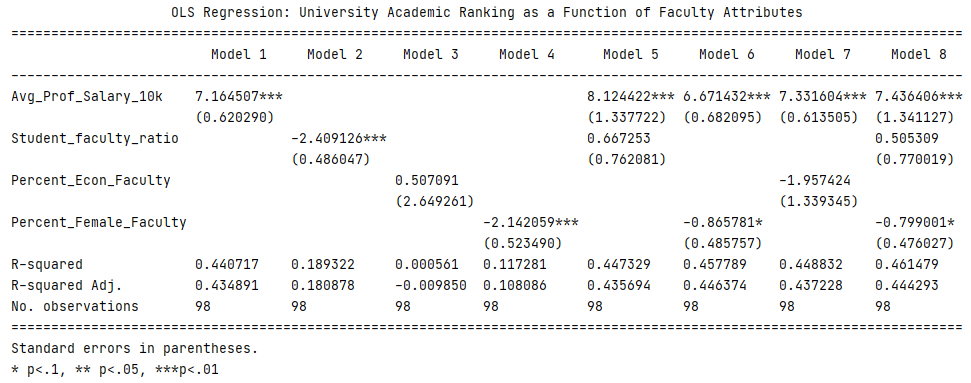 OLS Regression: University Academic Ranking as a Function of Faculty Attributes
=======================================================================================================================
                         Model 1     Model 2     Model 3     Model 4       Model 5     Model 6     Model 7     Model 8
-----------------------------------------------------------------------------------------------------------------------
Avg_Prof_Salary_10k    7.164507***                                      8.124422*** 6.671432*** 7.331604*** 7.436406***
                       (0.620290)                                       (1.337722)  (0.682095)  (0.613505)  (1.341127)
Student_faculty_ratio              -2.409126***                         0.667253                            0.505309
                                   (0.486047)                           (0.762081)                          (0.770019)
Percent_Econ_Faculty                            0.507091                                        -1.957424
                                                (2.649261)                                      (1.339345)
Percent_Female_Faculty                                     -2.142059***             -0.865781*              -0.799001*
                                                           (0.523490)               (0.485757)              (0.476027)
R-squared              0.440717    0.189322     0.000561   0.117281     0.447329    0.457789    0.448832    0.461479
R-squared Adj.         0.434891    0.180878     -0.009850  0.108086     0.435694    0.446374    0.437228    0.444293
No. observations       98          98           98         98           98          98          98          98
=======================================================================================================================
Standard errors in parentheses.
* p<.1, ** p<.05, ***p<.01